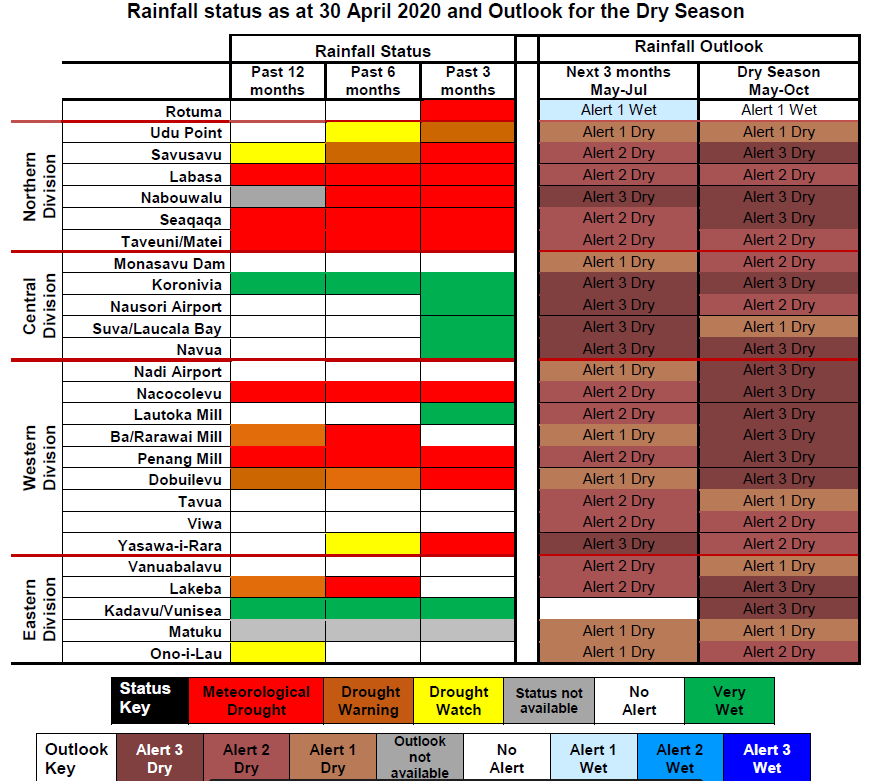 Rainfall status as at 30 April 2020 and Outlook for the Dry Season
Rainfall Status Rainfall Outlook
Past 12 months Past 6 months Past 3 months Next 3 months May-Jul Dry Season May-Oct
Rotuma Alert 1 Wet Alert 1 Wet
Northern Division
Udu Point Alert 1 Dry Alert 1 Dry
Savusavu Alert 2 Dry Alert 3 Dry
Labasa Alert 2 Dry Alert 2 Dry
Nabouwalu Alert 3 Dry Alert 3 Dry
Seaqaqa Alert 2 Dry Alert 3 Dry
Taveuni/Matei Alert 2 Dry Alert 2 Dry
Central Division
Monasavu Dam Alert 1 Dry Alert 2 Dry
Koronivia Alert 3 Dry Alert 3 Dry
Nausori Airport Alert 3 Dry Alert 2 Dry
Suva/Laucala Bay Alert 3 Dry Alert 1 Dry
Navua Alert 3 Dry Alert 3 Dry
Western Division
Nadi Airport Alert 1 Dry Alert 3 Dry
Nacocolevu Alert 2 Dry Alert 3 Dry
Lautoka Mill Alert 2 Dry Alert 3 Dry
Ba/Rarawai Mill Alert 1 Dry Alert 3 Dry
Penang Mill Alert 2 Dry Alert 3 Dry
Dobuilevu Alert 1 Dry Alert 3 Dry
Tavua Alert 2 Dry Alert 1 Dry
Viwa Alert 2 Dry Alert 2 Dry
Yasawa-i-Rara Alert 3 Dry Alert 2 Dry
Eastern Division
Vanuabalavu Alert 2 Dry Alert 1 Dry
Lakeba Alert 2 Dry Alert 3 Dry
Kadavu/Vunisea Alert 3 Dry
Matuku Alert 1 Dry Alert 1 Dry
Ono-i-Lau Alert 1 Dry Alert 2 Dry
Status Key Meteorological Drought Drought Warning Drought Watch Status not available No Alert Very Wet
Outlook Key Alert 3 Dry Alert 2 Dry Alert 1 Dry Outlook not available No Alert Alert 1 Wet Alert 2 Wet Alert 3 Wet